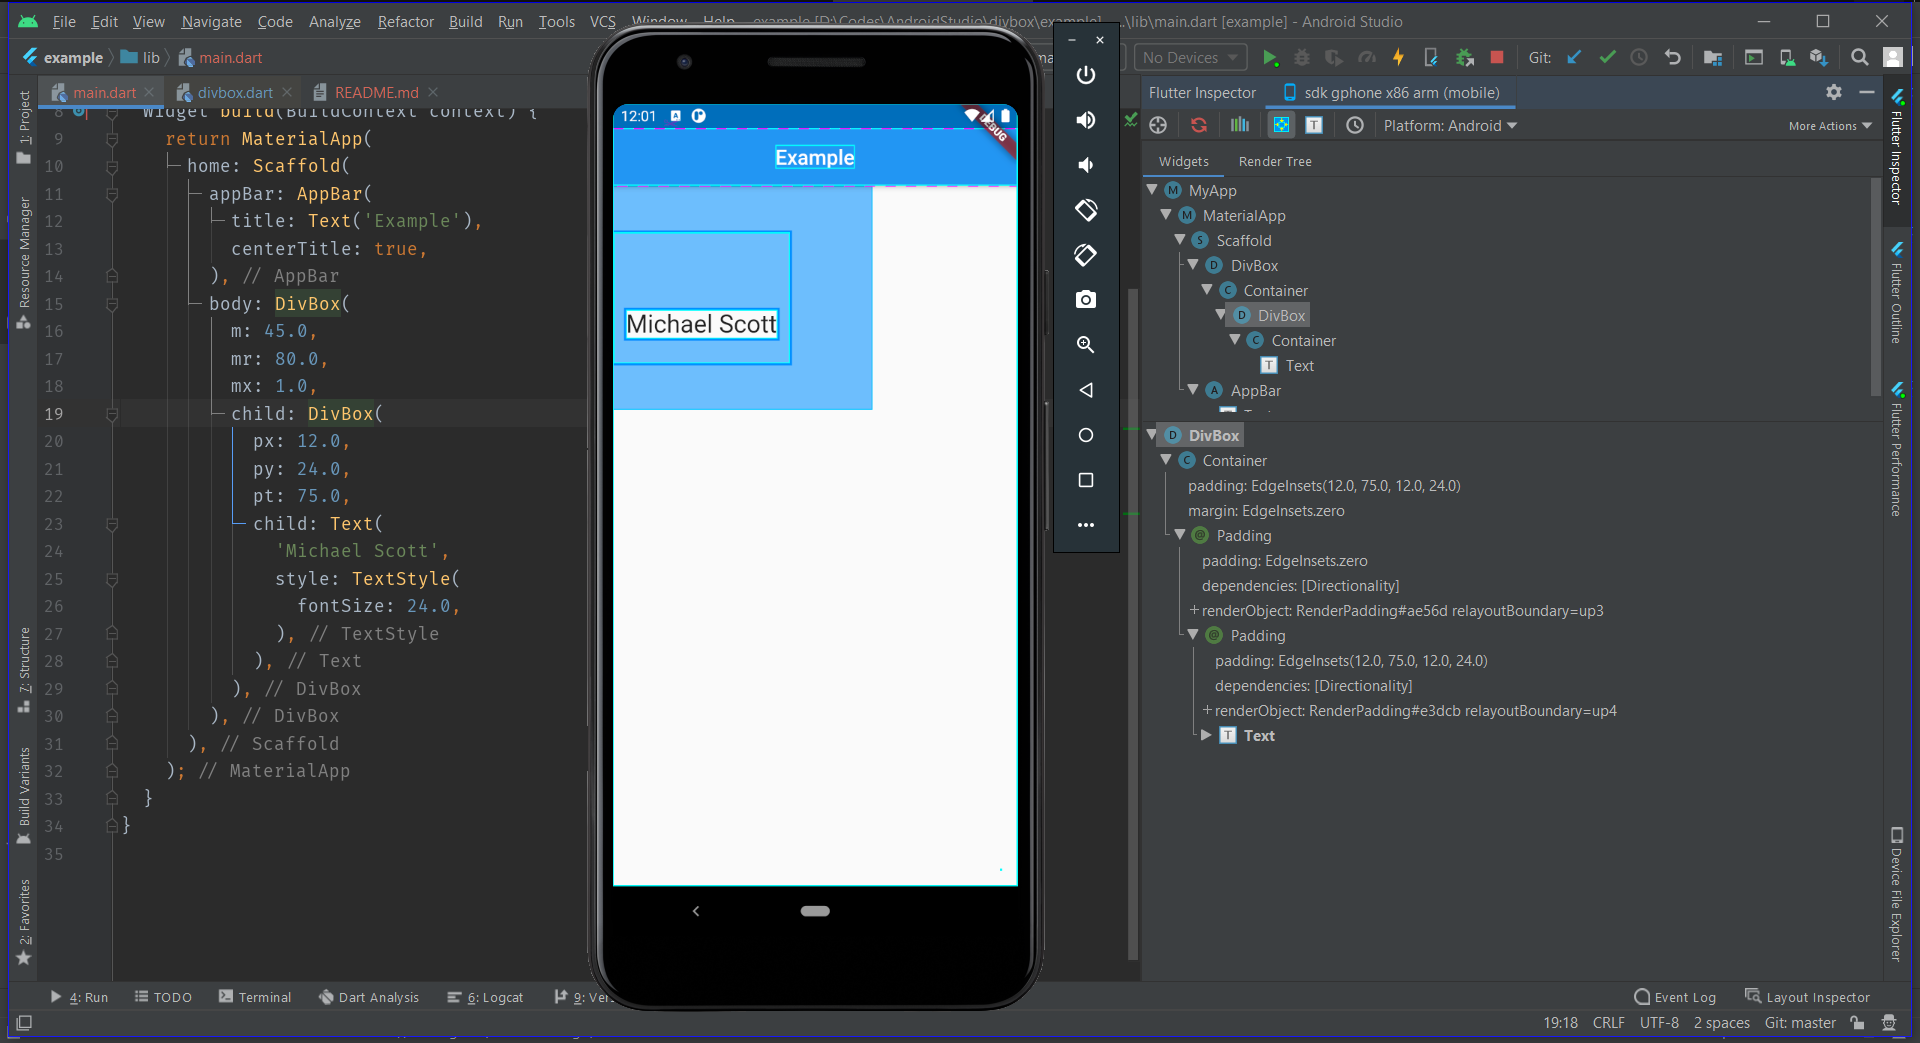 File Edit View Navigate Code Analyze Refactor Build Run Tools VCS Window Help example [D:\Codes\AndroidStudio\divbox\example] - ...\lib\main.dart [example] - Android Studio
example lib main.dart
No Devices
Git:
main.dart
divbox.dart
README.md
8 Widget build(BuildContext context) {
9 return MaterialApp(
10 home: Scaffold(
11 appBar: AppBar(
12 title: Text('Example'),
13 centerTitle: true,
14 ), // AppBar
15 body: DivBox(
16 m: 45.0,
17 mr: 80.0,
18 mx: 1.0,
19 child: DivBox(
20 px: 12.0,
21 py: 24.0,
22 pt: 75.0,
23 child: Text(
24 'Michael Scott',
25 style: TextStyle(
26 fontSize: 24.0,
27 ), // TextStyle
28 ), // Text
29 ), // DivBox
30 ), // DivBox
31 ), // Scaffold
32 ); // MaterialApp
33 }
34 }
35
1: Project
Resource Manager
7: Structure
Build Variants
2: Favorites
12:01
DEBUG
Example
Michael Scott
Flutter Inspector
sdk gphone x86 arm (mobile)
Platform: Android
More Actions
Widgets
Render Tree
MyApp
MaterialApp
Scaffold
DivBox
Container
DivBox
Container
Text
AppBar
DivBox
Container
padding: EdgeInsets(12.0, 75.0, 12.0, 24.0)
margin: EdgeInsets.zero
Padding
padding: EdgeInsets.zero
dependencies: [Directionality]
renderObject: RenderPadding#ae56d relayoutBoundary=up3
Padding
padding: EdgeInsets(12.0, 75.0, 12.0, 24.0)
dependencies: [Directionality]
renderObject: RenderPadding#e3dcb relayoutBoundary=up4
Text
Flutter Inspector
Flutter Outline
Flutter Performance
Device File Explorer
4: Run
TODO
Terminal
Dart Analysis
6: Logcat
9: Ver
Event Log
Layout Inspector
19:18 CRLF UTF-8 2 spaces Git: master